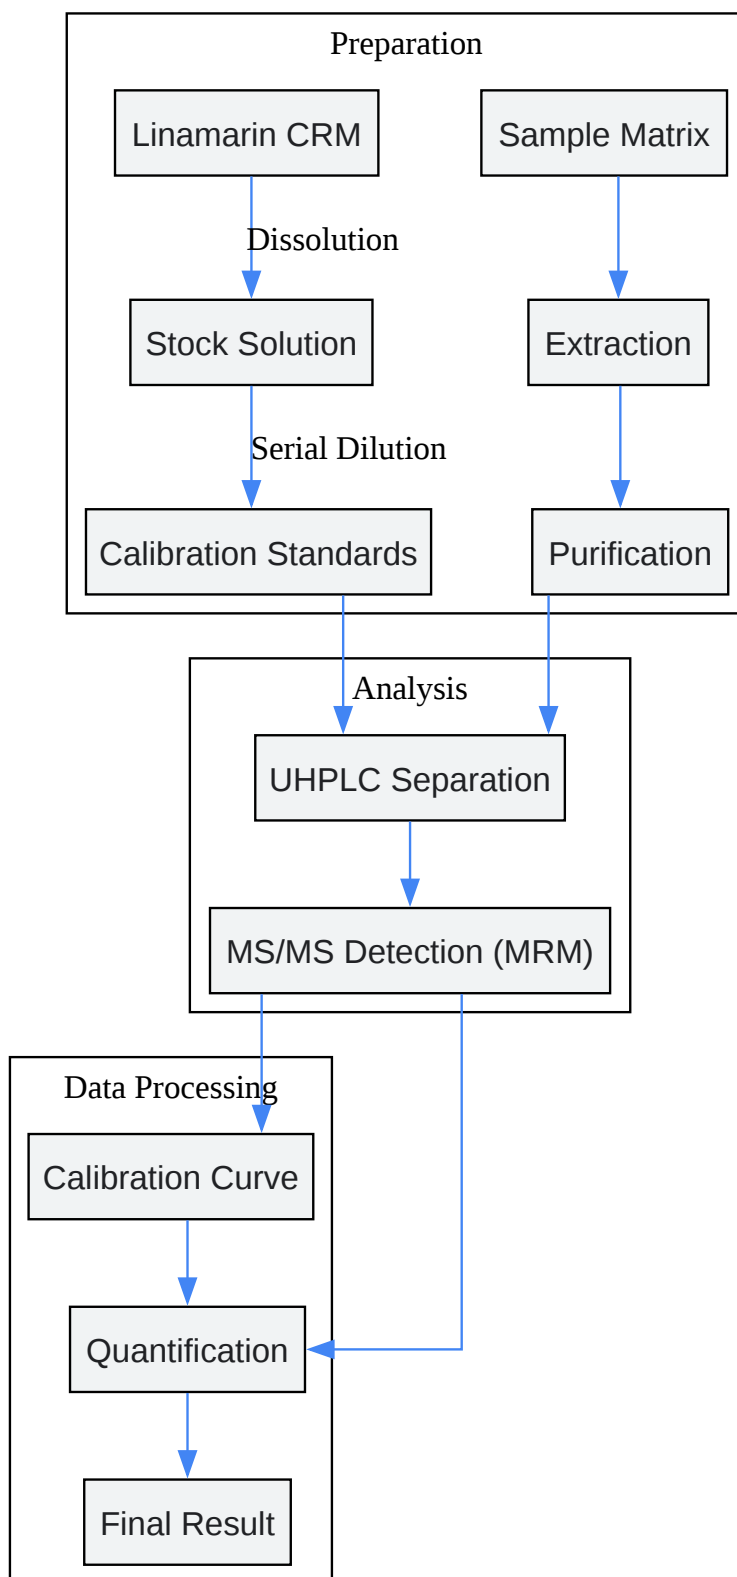 Preparation
Linamarin CRM
Sample Matrix
Dissolution
Stock Solution
Extraction
Serial Dilution
Calibration Standards
Purification
Analysis
UHPLC Separation
MS/MS Detection (MRM)
Data Processing
Calibration Curve
Quantification
Final Result